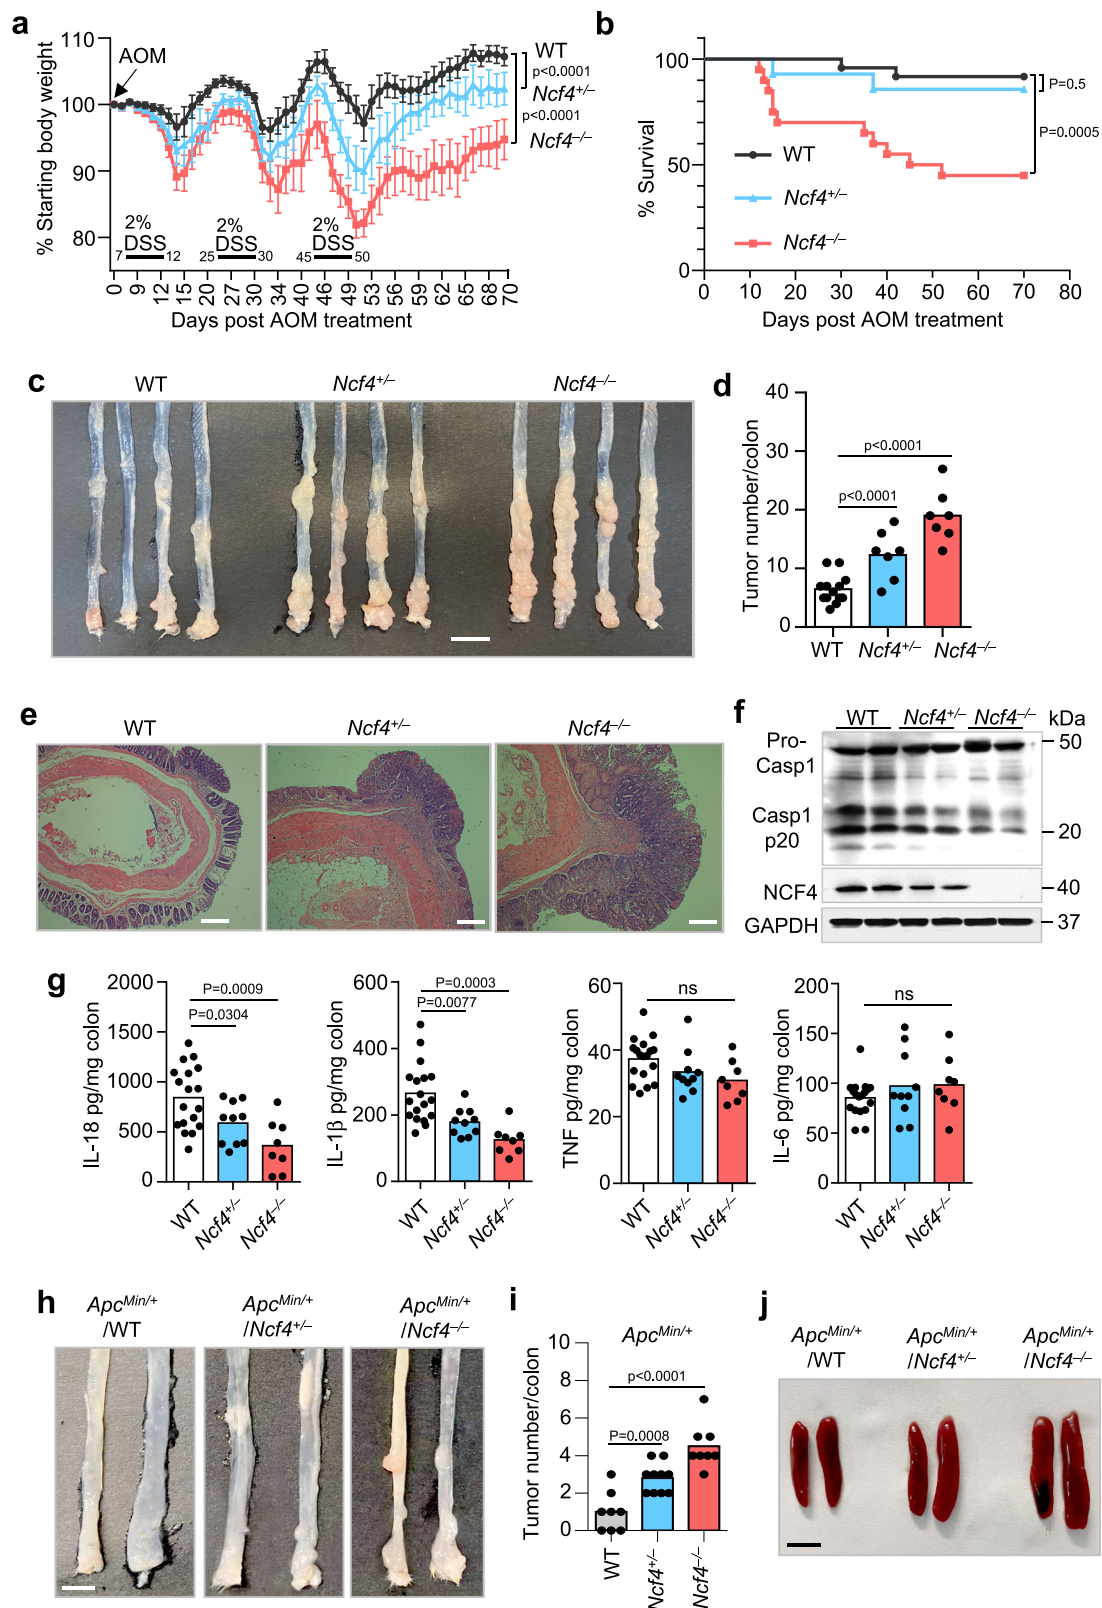 a
% Starting body weight
110
100
90
80
AOM
WT
p<0.0001
Ncf4+/–
p<0.0001
Ncf4–/–
2% DSS
7 12
2% DSS
25 30
2% DSS
45 50
0 9 12 15 20 27 30 34 40 46 49 53 56 59 62 65 68 70
Days post AOM treatment
b
% Survival
100
50
0
P=0.5
P=0.0005
WT
Ncf4+/–
Ncf4–/–
0 10 20 30 40 50 60 70 80
Days post AOM treatment
c
WT Ncf4+/– Ncf4–/–
d
Tumor number/colon
40
30
20
10
0
p<0.0001
p<0.0001
WT Ncf4+/– Ncf4–/–
e
WT Ncf4+/– Ncf4–/–
f
WT Ncf4+/– Ncf4–/– kDa
Pro-Casp1
50
Casp1 p20
20
NCF4
40
GAPDH
37
g
IL-18 pg/mg colon
2000
1500
1000
500
0
P=0.0009
P=0.0304
WT Ncf4+/– Ncf4–/–
IL-1β pg/mg colon
600
400
200
0
P=0.0003
P=0.0077
WT Ncf4+/– Ncf4–/–
TNF pg/mg colon
60
40
20
0
ns
WT Ncf4+/– Ncf4–/–
IL-6 pg/mg colon
200
150
100
50
0
ns
WT Ncf4+/– Ncf4–/–
h
ApcMin/+ /WT
ApcMin/+ /Ncf4+/–
ApcMin/+ /Ncf4–/–
i
ApcMin/+
Tumor number/colon
10
8
6
4
2
0
p<0.0001
P=0.0008
WT Ncf4+/– Ncf4–/–
j
ApcMin/+ /WT
ApcMin/+ /Ncf4+/–
ApcMin/+ /Ncf4–/–